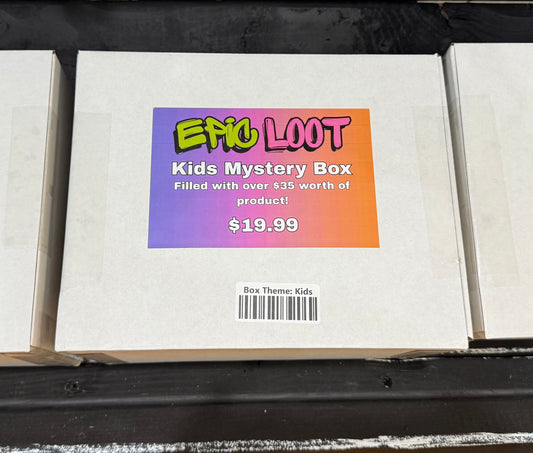 EPIC LOOT
Kids Mystery Box
Filled with over $35 worth of
product!
$19.99
Box Theme: Kids